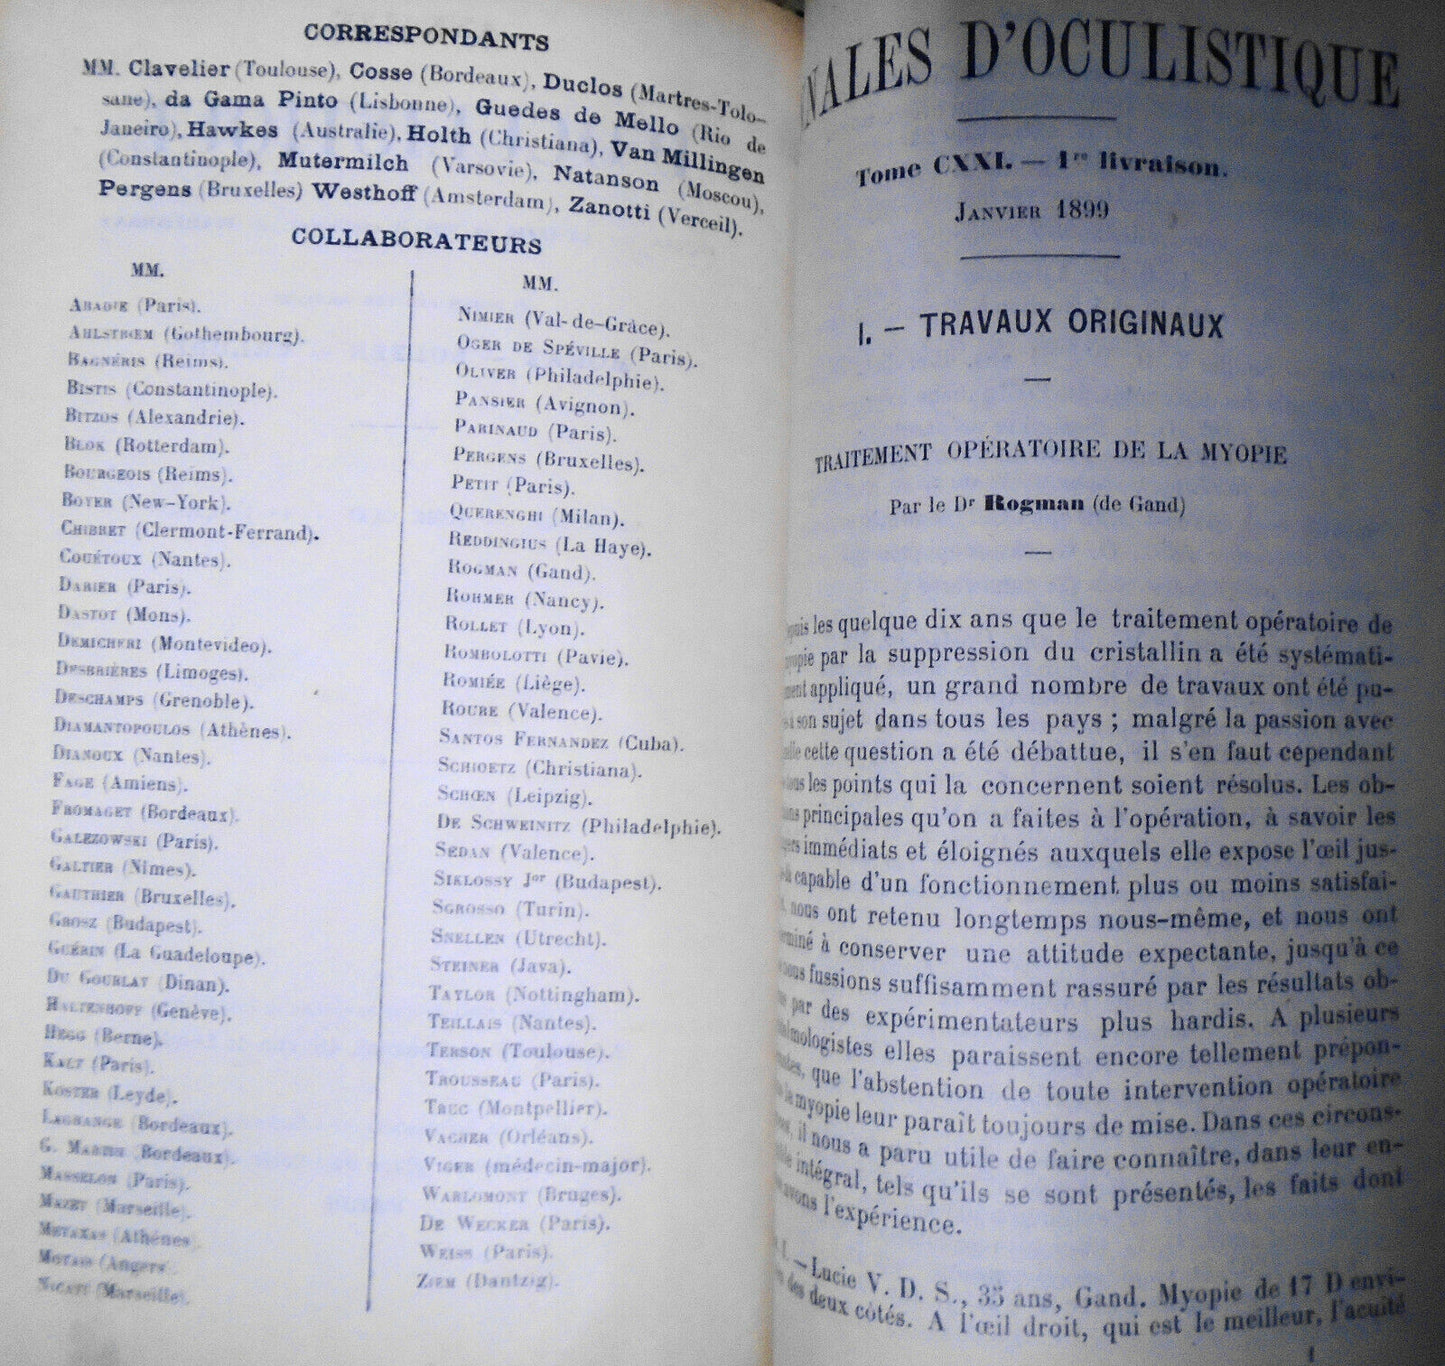 CORRESPONDANTS
MM. Clavelier (Toulouse), Cosse (Bordeaux), Duclos (Martres-Tolo-
sane), da Gama Pinto (Lisbonne), Guedes de Mello (Rio de
Janeiro), Hawkes (Australie), Holth (Christiana), Van Millingen
(Constantinople), Mutermilch (Varsovie), Natanson (Moscou),
Pergens (Bruxelles) Westhoff (Amsterdam), Zanotti (Verceil).
COLLABORATEURS
MM.
ABADIE (Paris).
AHLSTRŒM (Gothembourg).
BAGNÉRIS (Reims).
BISTIS (Constantinople).
BITZOS (Alexandrie).
BLOK (Rotterdam).
BOURGEOIS (Reims).
BOYER (New-York).
CHIBRET (Clermont-Ferrand).
COUËTOUX (Nantes).
DARIER (Paris).
DASTOT (Mons).
DEMICHERI (Montevideo).
DESBRIÈRES (Limoges).
DESCHAMPS (Grenoble).
DIAMANTOPOULOS (Athènes).
DIANOUX (Nantes).
FAGE (Amiens).
FROMAGET (Bordeaux).
GALEZOWSKI (Paris).
GALTIER (Nimes).
GAUTHIER (Bruxelles).
GROSZ (Budapest).
GUÉRIN (La Guadeloupe).
DU GOURLAY (Dinan).
HALTENHOFF (Genève).
HEGG (Berne).
KALT (Paris).
KOSTER (Leyde).
LAGRANGE (Bordeaux).
G. MARTIN (Bordeaux).
MASSELON (Paris).
MAZET (Marseille).
METAXAS (Athènes
MOTAIS (Angers
NICATI (Marseille).
MM.
NIMIER (Val-de-Grâce).
OGER DE SPÉVILLE (Paris).
OLIVER (Philadelphie).
PANSIER (Avignon).
PARINAUD (Paris).
PERGENS (Bruxelles).
PETIT (Paris).
QUERENGHI (Milan).
REDDINGIUS (La Haye).
ROGMAN (Gand).
ROHMER (Nancy).
ROLLET (Lyon).
ROMBOLOTTI (Pavie).
ROMIÉE (Liège).
ROURE (Valence).
SANTOS FERNANDEZ (Cuba).
SCHIOETZ (Christiana).
SCHŒN (Leipzig).
DE SCHWEINITZ (Philadelphie).
SEDAN (Valence).
SIKLOSSY Jor (Budapest).
SGROSSO (Turin).
SNELLEN (Utrecht).
STEINER (Java).
TAYLOR (Nottingham).
TEILLAIS (Nantes).
TERSON (Toulouse).
TROUSSEAU (Paris).
TRUC (Montpellier).
VACHER (Orléans).
VIGER (médecin-major).
WARLOMONT (Bruges).
DE WECKER (Paris).
WEISS (Paris).
ZIEM (Dantzig).
NALES D'OCULISTIQUE
Tome CXXI. — 1re livraison.
JANVIER 1899
I. — TRAVAUX ORIGINAUX
TRAITEMENT OPÉRATOIRE DE LA MYOPIE
Par le Dr Rogman (de Gand)
puis les quelque dix ans que le traitement opératoire de
yopie par la suppression du cristallin a été systémati-
ment appliqué, un grand nombre de travaux ont été pu-
s à son sujet dans tous les pays ; malgré la passion avec
elle cette question a été débattue, il s'en faut cependant
tous les points qui la concernent soient résolus. Les ob-
ons principales qu'on a faites à l'opération, à savoir les
gers immédiats et éloignés auxquels elle expose l'œil jus-
-là capable d'un fonctionnement plus ou moins satisfai-
t, nous ont retenu longtemps nous-même, et nous ont
rminé à conserver une attitude expectante, jusqu'à ce
e nous fussions suffisamment rassuré par les résultats ob-
us par des expérimentateurs plus hardis. A plusieurs
talmologistes elles paraissent encore tellement prépon-
antes, que l'abstention de toute intervention opératoire
s la myopie leur paraît toujours de mise. Dans ces circons-
ces, il nous a paru utile de faire connaître, dans leur en-
ble intégral, tels qu'ils se sont présentés, les faits dont
s avons l'expérience.
I. — Lucie V. D. S., 35 ans, Gand. Myopie de 17 D envi-
des deux côtés. A l'œil droit, qui est le meilleur, l'acuité
1